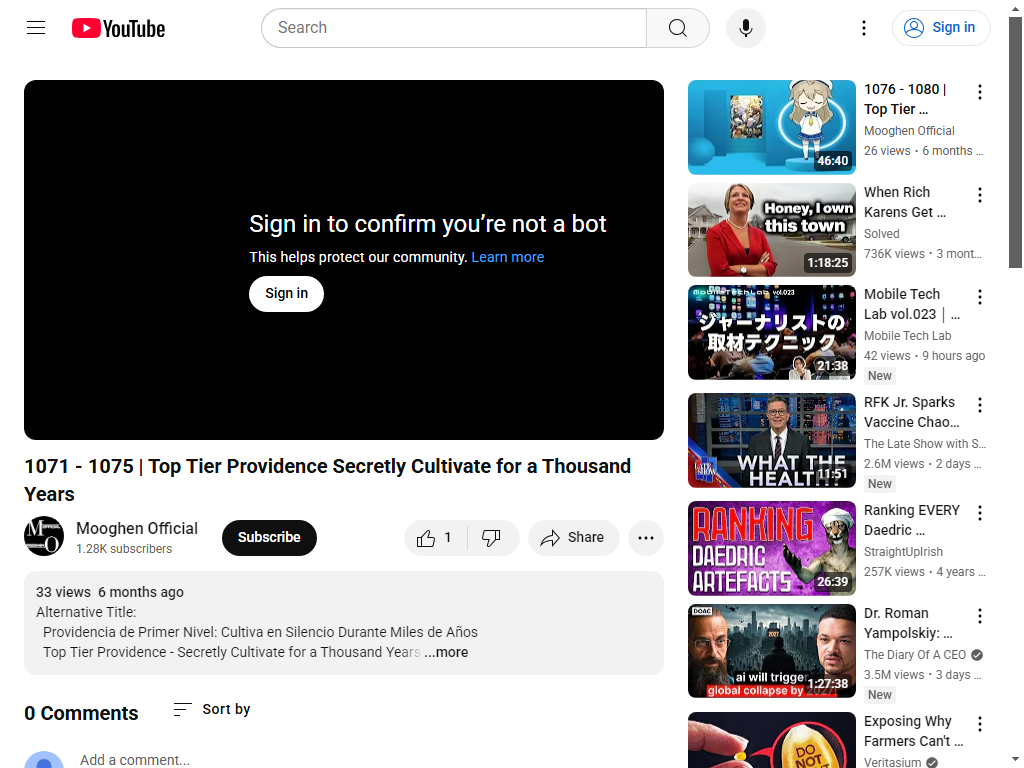 YouTube
Search
Sign in
Sign in to confirm you're not a bot
This helps protect our community. Learn more
Sign in
1071 - 1075 | Top Tier Providence Secretly Cultivate for a Thousand
Years
Mooghen Official
1.28K subscribers
Subscribe
1
Share
33 views 6 months ago
Alternative Title:
Providencia de Primer Nivel: Cultiva en Silencio Durante Miles de Años
Top Tier Providence - Secretly Cultivate for a Thousand Years ...more
0 Comments
Sort by
Add a comment...
46:40
1076 - 1080 |
Top Tier ...
Mooghen Official
26 views • 6 months ...
Honey, I own
this town
1:18:25
When Rich
Karens Get ...
Solved
736K views • 3 mont...
Mobile Tech Lab vol.023
ジャーナリストの
取材テクニック
21:38
Mobile Tech
Lab vol.023 │ ...
Mobile Tech Lab
42 views • 9 hours ago
New
WHAT THE
HEALT
11:51
RFK Jr. Sparks
Vaccine Chao...
The Late Show with S...
2.6M views • 2 days ...
New
RANKING
DAEDRIC
ARTEFACTS
26:39
Ranking EVERY
Daedric ...
StraightUpIrish
257K views • 4 years ...
DOAC
2027
ai will trigger
global collapse by 2027!
1:27:38
Dr. Roman
Yampolskiy: ...
The Diary Of A CEO
3.5M views • 3 days ...
New
DO
NOT
Exposing Why
Farmers Can't ...
Veritasium